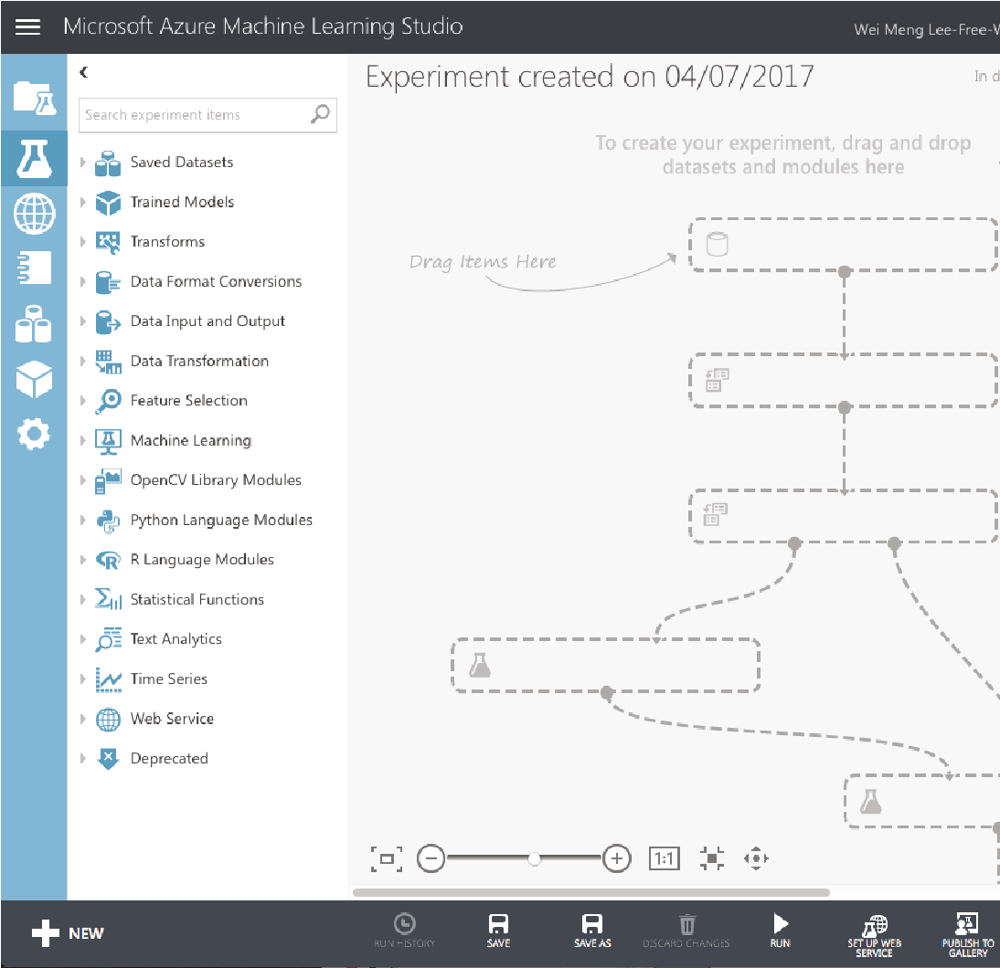 Microsoft Azure Machine Learning Studio
Wei Meng Lee-Free-W
Experiment created on 04/07/2017
In d
Search experiment items
To create your experiment, drag and drop
datasets and modules here
Drag Items Here
Saved Datasets
Trained Models
Transforms
Data Format Conversions
Data Input and Output
Data Transformation
Feature Selection
Machine Learning
OpenCV Library Modules
Python Language Modules
R Language Modules
Statistical Functions
Text Analytics
Time Series
Web Service
Deprecated
1:1
NEW
RUN HISTORY
SAVE
SAVE AS
DISCARD CHANGES
RUN
SET UP WEB
SERVICE
PUBLISH TO
GALLERY